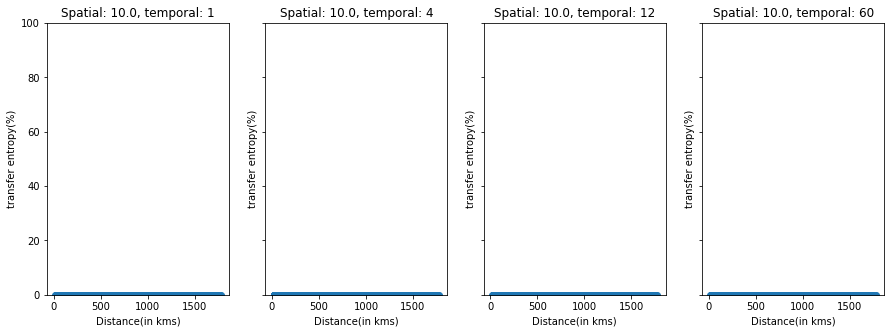 Spatial: 10.0, temporal: 1
Spatial: 10.0, temporal: 4
Spatial: 10.0, temporal: 12
Spatial: 10.0, temporal: 60
100
80
60
40
20
0
transfer entropy(%)
transfer entropy(%)
transfer entropy(%)
transfer entropy(%)
0 500 1000 1500
0 500 1000 1500
0 500 1000 1500
0 500 1000 1500
Distance(in kms)
Distance(in kms)
Distance(in kms)
Distance(in kms)